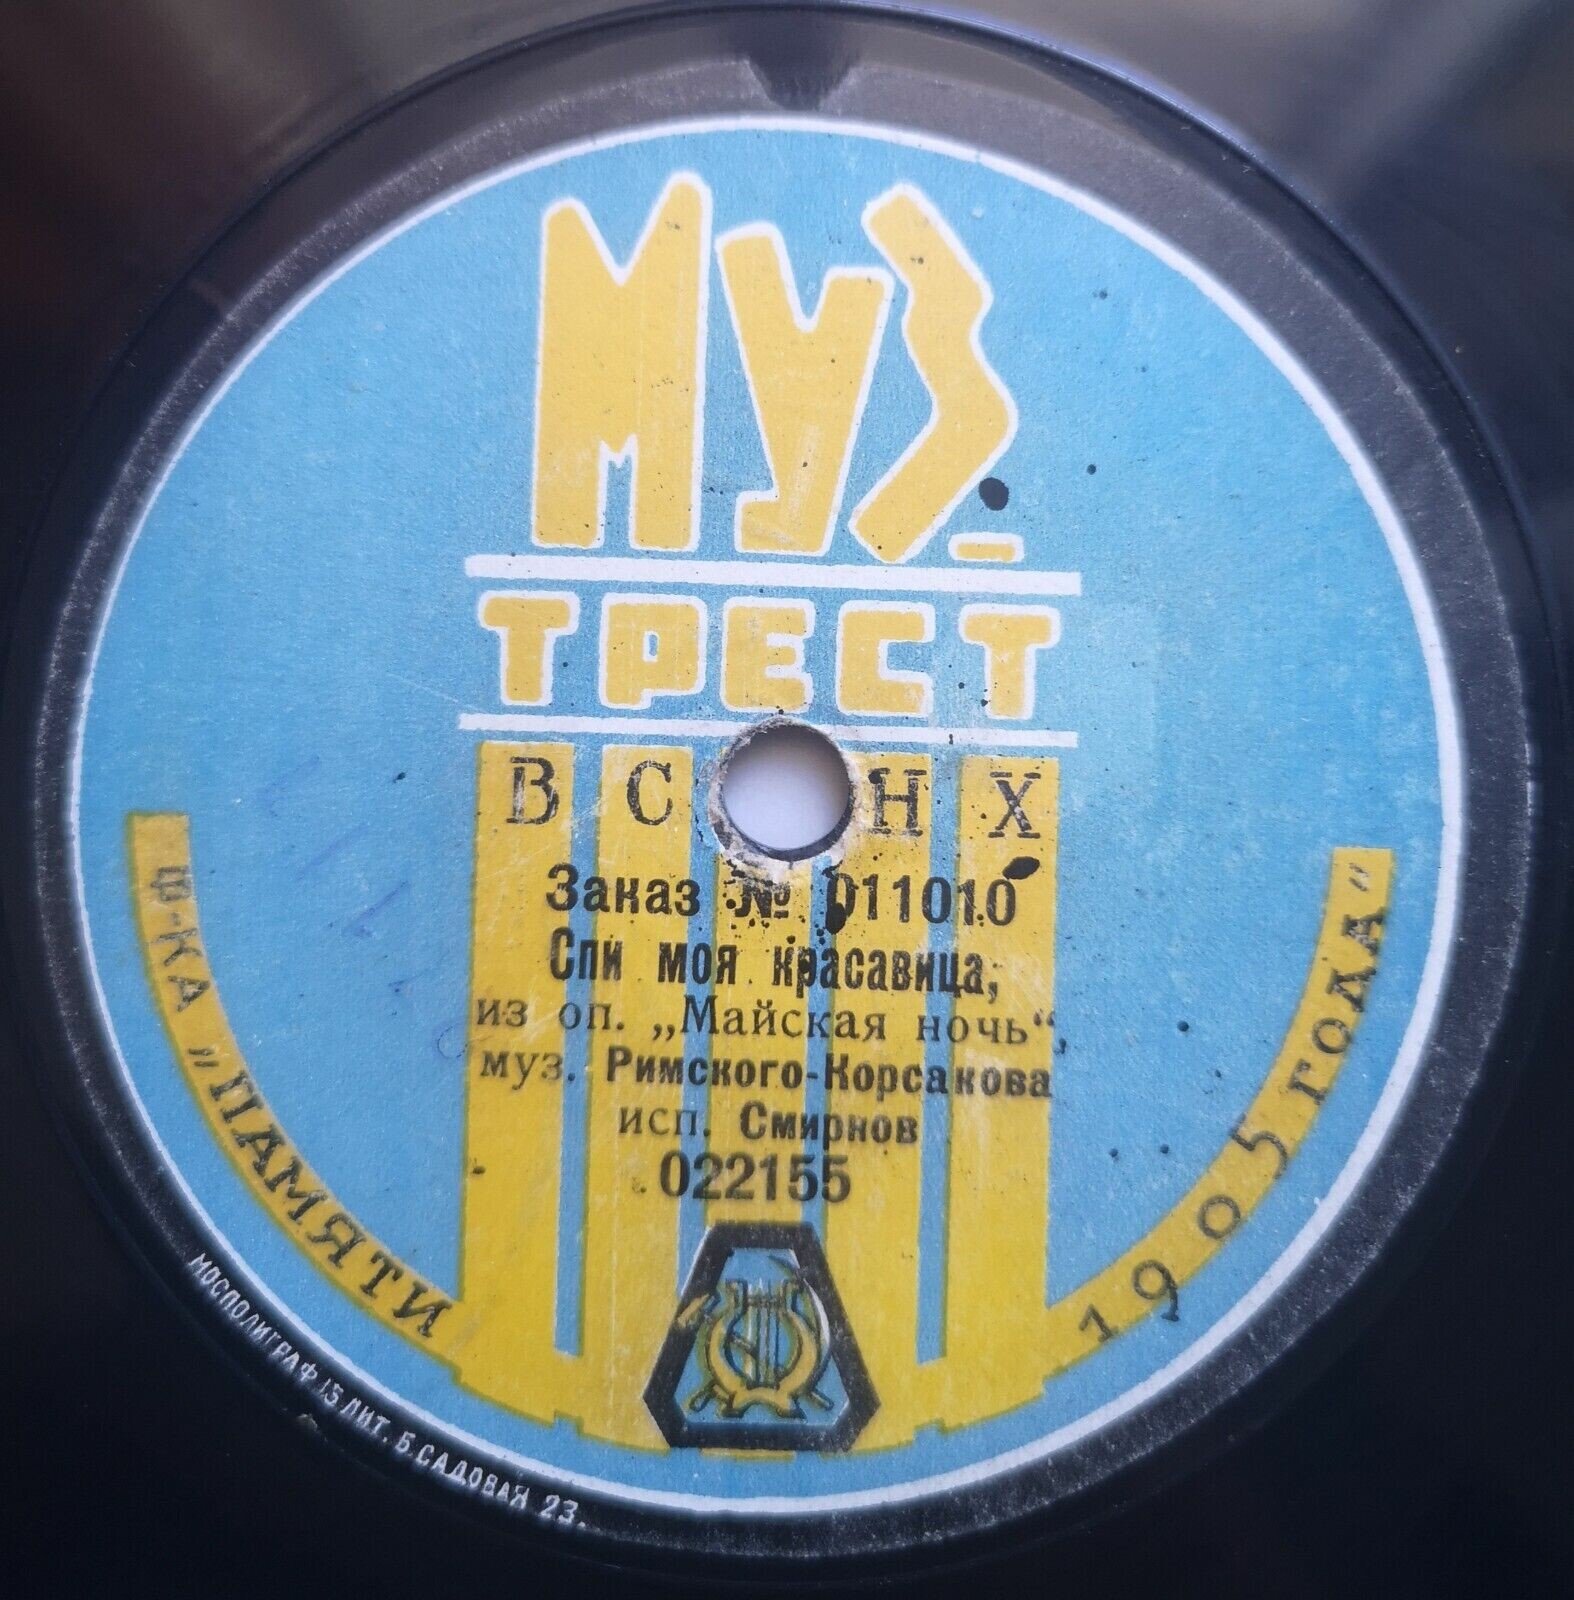 МУЗ-
ТРЕСТ
ВСНХ
Заказ № 011010
Спи моя красавица,
из оп. „Майская ночь“,
муз. Римского-Корсакова
исп. Смирнов
022155
Ф-КА „ПАМЯТИ 1905 ГОДА"
МОСПОЛИГРАФ 15 ЛИТ. Б. САДОВАЯ 23.